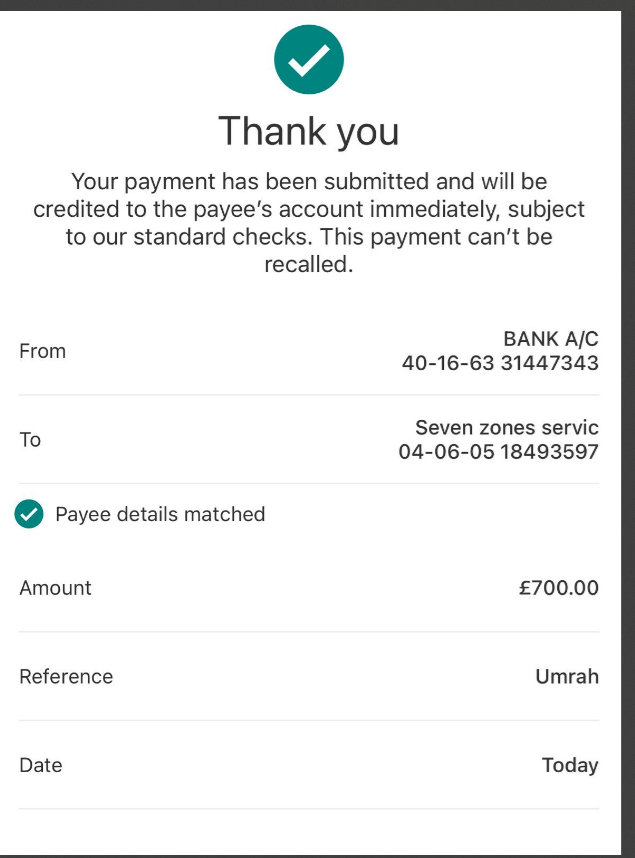 Thank you
Your payment has been submitted and will be
credited to the payee's account immediately, subject
to our standard checks. This payment can't be
recalled.
From
BANK A/C
40-16-63 31447343
To
Seven zones servic
04-06-05 18493597
Payee details matched
Amount
£700.00
Reference
Umrah
Date
Today